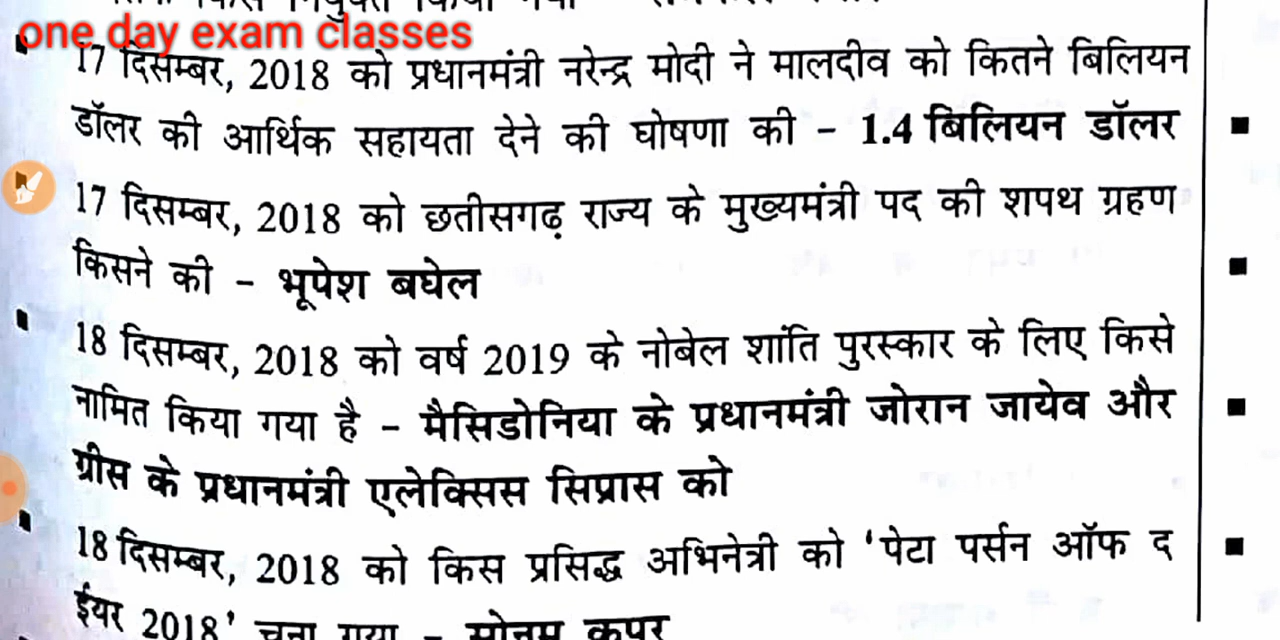 one day exam classes
17 दिसम्बर, 2018 को प्रधानमंत्री नरेन्द्र मोदी ने मालदीव को कितने बिलियन
डॉलर की आर्थिक सहायता देने की घोषणा की – 1.4 बिलियन डॉलर
17 दिसम्बर, 2018 को छतीसगढ़ राज्य के मुख्यमंत्री पद की शपथ ग्रहण
किसने की – भूपेश बघेल
18 दिसम्बर, 2018 को वर्ष 2019 के नोबेल शांति पुरस्कार के लिए किसे
नामित किया गया है – मैसिडोनिया के प्रधानमंत्री जोरान जायेव और
ग्रीस के प्रधानमंत्री एलेक्सिस सिप्रास को
18 दिसम्बर, 2018 को किस प्रसिद्ध अभिनेत्री को 'पेटा पर्सन ऑफ द
ईयर 2018' चुना गया – सोनम कपूर